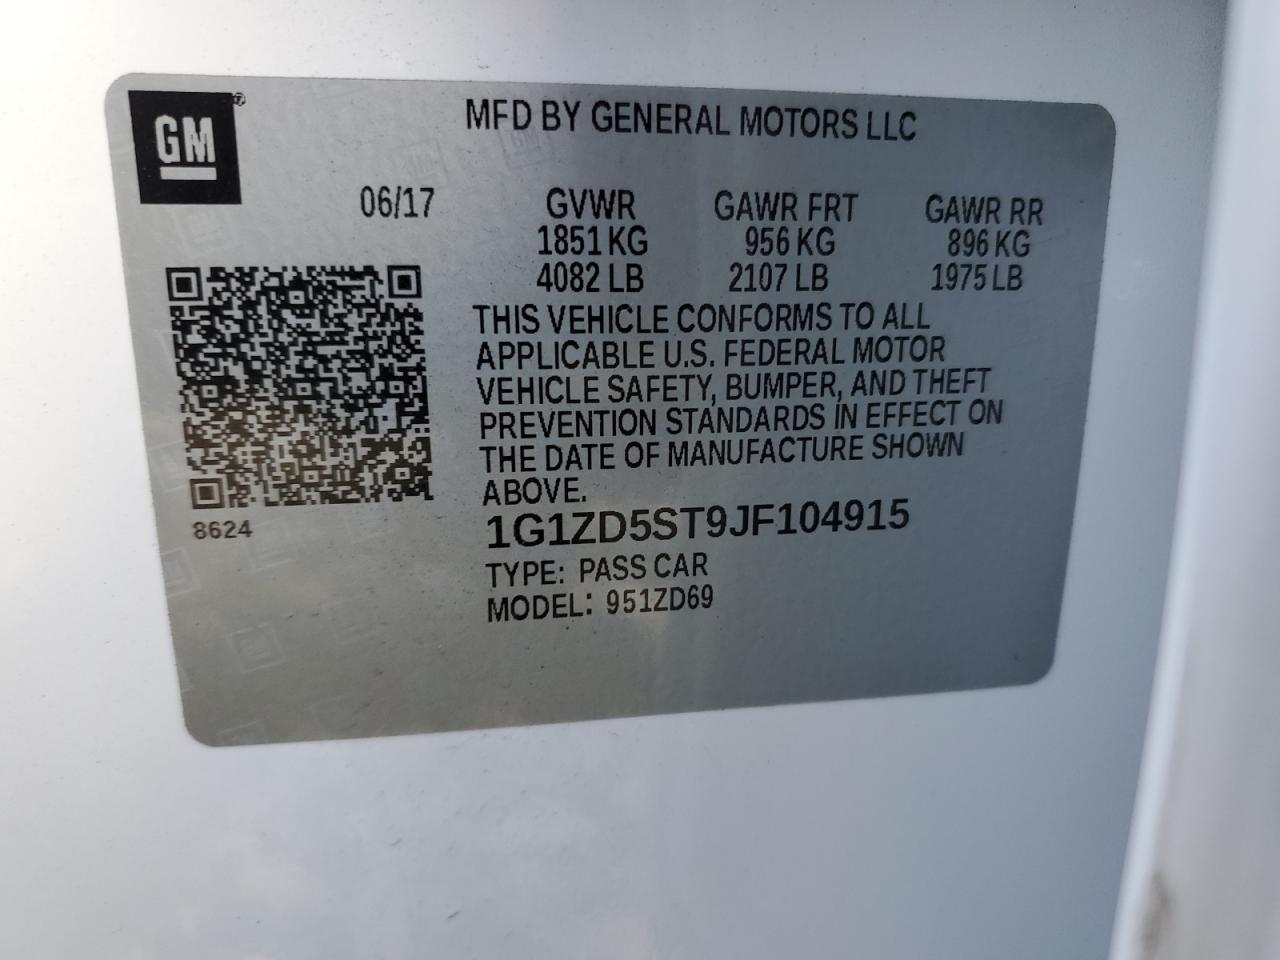 GM
MFD BY GENERAL MOTORS LLC
06/17 GVWR GAWR FRT GAWR RR
1851 KG 956 KG 896 KG
4082 LB 2107 LB 1975 LB
THIS VEHICLE CONFORMS TO ALL
APPLICABLE U.S. FEDERAL MOTOR
VEHICLE SAFETY, BUMPER, AND THEFT
PREVENTION STANDARDS IN EFFECT ON
THE DATE OF MANUFACTURE SHOWN
ABOVE.
8624
1G1ZD5ST9JF104915
TYPE: PASS CAR
MODEL: 951ZD69